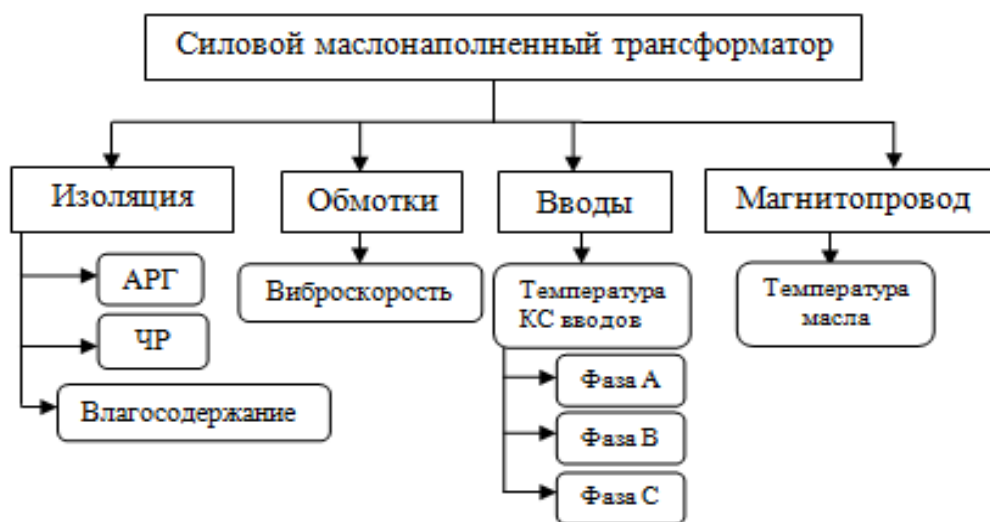 Силовой маслонаполненный трансформатор
Изоляция
Обмотки
Вводы
Магнитопровод
АРГ
ЧР
Влагосодержание
Виброскорость
Температура
КС вводов
Фаза А
Фаза В
Фаза С
Температура
масла